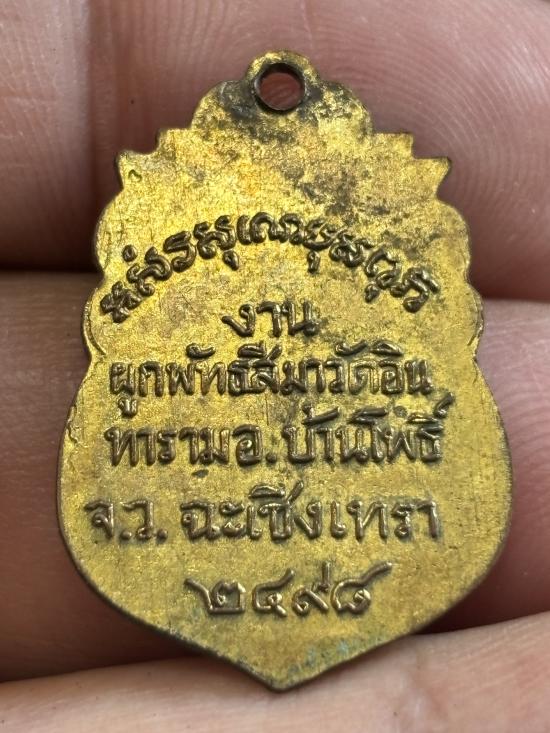 งาน
ผูกพัทธสีมาวัดอิน
ทารามอ.บ้านโพธิ์
จ.ว.ฉะเชิงเทรา
๒๔๙๘